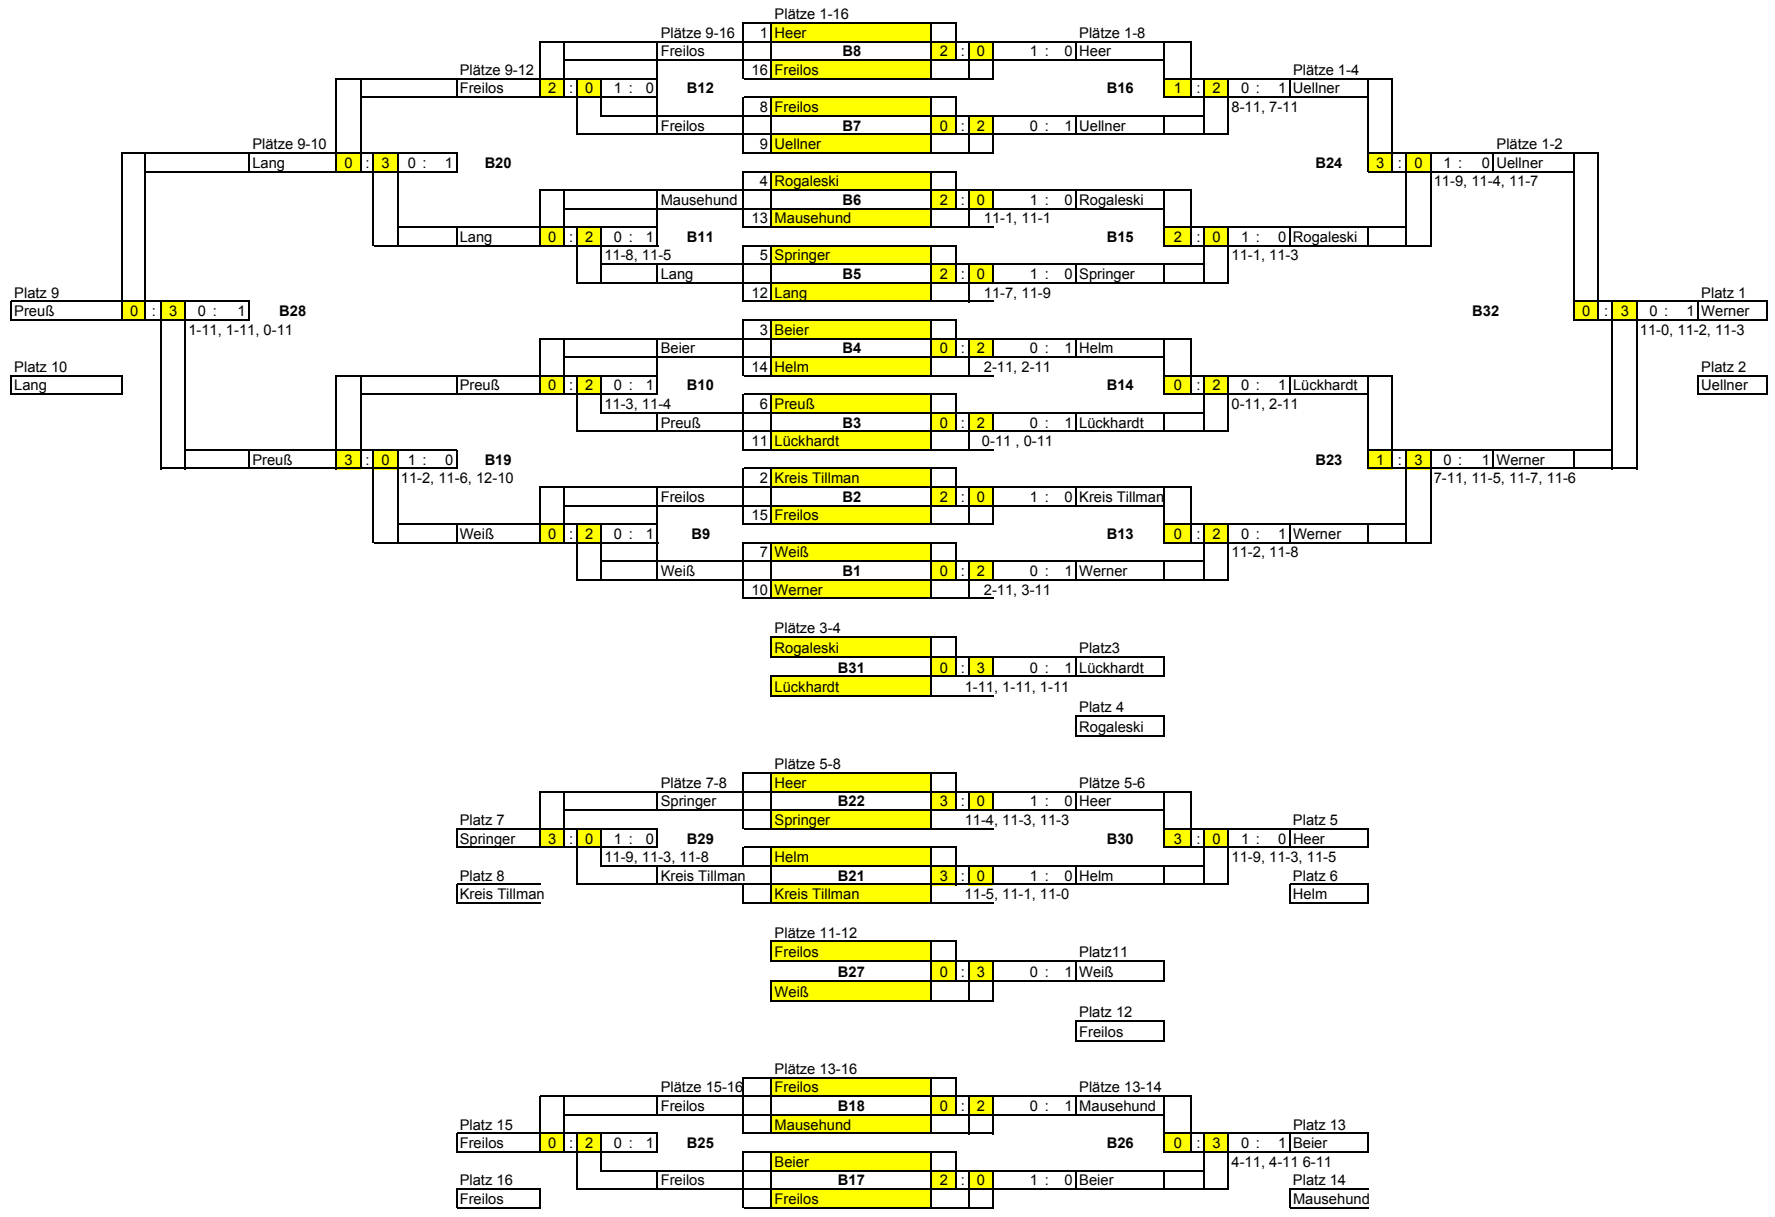 Plätze 1-16
Plätze 9-16 1 Heer Plätze 1-8
Freilos B8 2 : 0 1 : 0 Heer
Plätze 9-12 16 Freilos Plätze 1-4
Freilos 2 : 0 1 : 0 B12 B16 1 : 2 0 : 1 Uellner
8 Freilos 8-11, 7-11
Freilos B7 0 : 2 0 : 1 Uellner
Plätze 9-10 9 Uellner Plätze 1-2
Lang 0 : 3 0 : 1 B20 B24 3 : 0 1 : 0 Uellner
4 Rogaleski 11-9, 11-4, 11-7
Mausehund B6 2 : 0 1 : 0 Rogaleski
13 Mausehund 11-1, 11-1
Lang 0 : 2 0 : 1 B11 B15 2 : 0 1 : 0 Rogaleski
11-8, 11-5 5 Springer 11-1, 11-3
Lang B5 2 : 0 1 : 0 Springer
Platz 9 12 Lang 11-7, 11-9 Platz 1
Preuß 0 : 3 0 : 1 B28 B32 0 : 3 0 : 1 Werner
1-11, 1-11, 0-11 3 Beier 11-0, 11-2, 11-3
Beier B4 0 : 2 0 : 1 Helm
Platz 10 14 Helm 2-11, 2-11 Platz 2
Lang Preuß 0 : 2 0 : 1 B10 B14 0 : 2 0 : 1 Lückhardt Uellner
11-3, 11-4 6 Preuß 0-11, 2-11
Preuß B3 0 : 2 0 : 1 Lückhardt
11 Lückhardt 0-11 , 0-11
Preuß 3 : 0 1 : 0 B19 B23 1 : 3 0 : 1 Werner
11-2, 11-6, 12-10 2 Kreis Tillman 7-11, 11-5, 11-7, 11-6
Freilos B2 2 : 0 1 : 0 Kreis Tillman
15 Freilos
Weiß 0 : 2 0 : 1 B9 B13 0 : 2 0 : 1 Werner
7 Weiß 11-2, 11-8
Weiß B1 0 : 2 0 : 1 Werner
10 Werner 2-11, 3-11
Plätze 3-4
Rogaleski Platz3
B31 0 : 3 0 : 1 Lückhardt
Lückhardt 1-11, 1-11, 1-11
Platz 4
Rogaleski
Plätze 5-8
Plätze 7-8 Heer Plätze 5-6
Springer B22 3 : 0 1 : 0 Heer
Platz 7 Springer 11-4, 11-3, 11-3 Platz 5
Springer 3 : 0 1 : 0 B29 B30 3 : 0 1 : 0 Heer
11-9, 11-3, 11-8 Helm 11-9, 11-3, 11-5
Platz 8 Kreis Tillman B21 3 : 0 1 : 0 Helm Platz 6
Kreis Tillman Kreis Tillman 11-5, 11-1, 11-0 Helm
Plätze 11-12
Freilos Platz11
B27 0 : 3 0 : 1 Weiß
Weiß
Platz 12
Freilos
Plätze 13-16
Plätze 15-16 Freilos Plätze 13-14
Freilos B18 0 : 2 0 : 1 Mausehund
Platz 15 Mausehund Platz 13
Freilos 0 : 2 0 : 1 B25 B26 0 : 3 0 : 1 Beier
Beier 4-11, 4-11 6-11
Platz 16 Freilos B17 2 : 0 1 : 0 Beier Platz 14
Freilos Freilos Mausehund